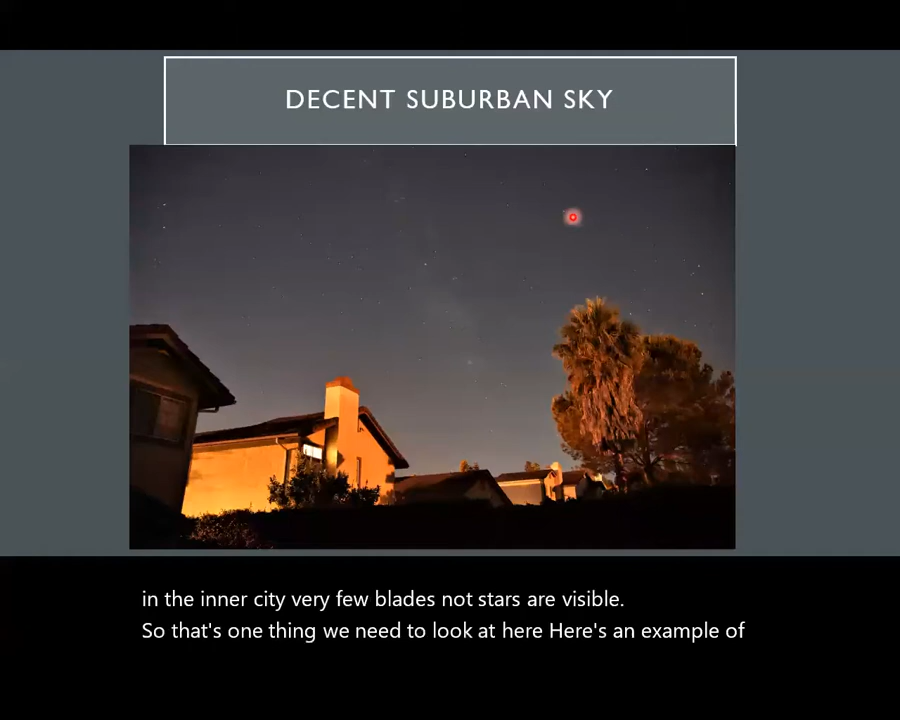 DECENT SUBURBAN SKY
in the inner city very few blades not stars are visible.
So that's one thing we need to look at here Here's an example of